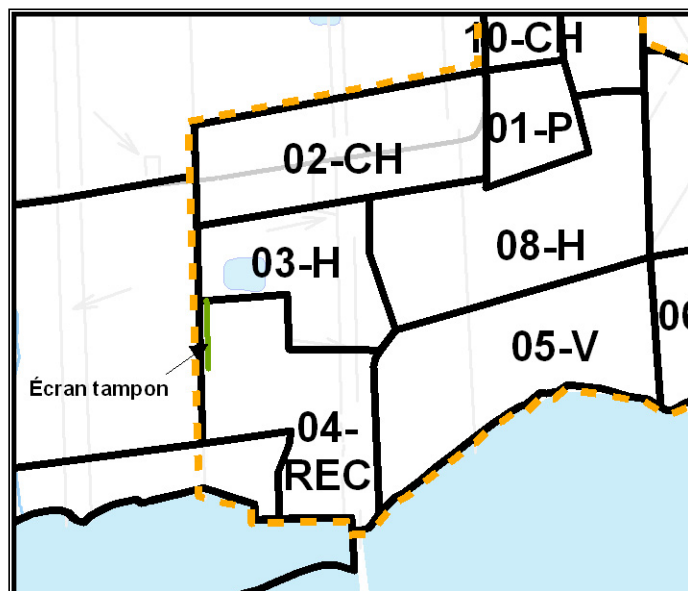 10-CH
01-P
02-CH
03-H
08-H
05-V
Écran tampon
04-
REC